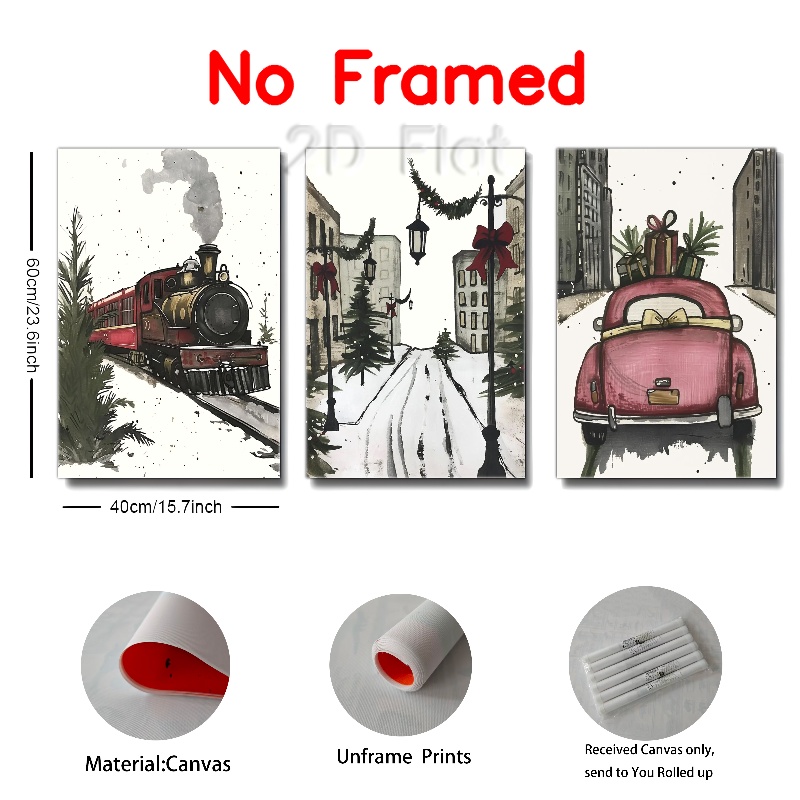 No Framed
2D Flat
60cm/23.6inch
40cm/15.7inch
Material:Canvas
Unframe Prints
Received Canvas only,
send to You Rolled up